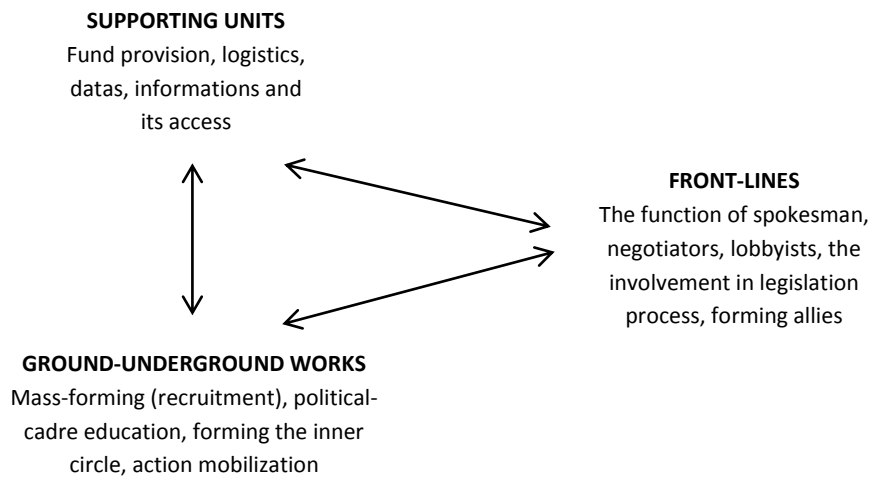 SUPPORTING UNITS
Fund provision, logistics,
datas, informations and
its access
FRONT-LINES
The function of spokesman,
negotiators, lobbyists, the
involvement in legislation
process, forming allies
GROUND-UNDERGROUND WORKS
Mass-forming (recruitment), political-
cadre education, forming the inner
circle, action mobilization